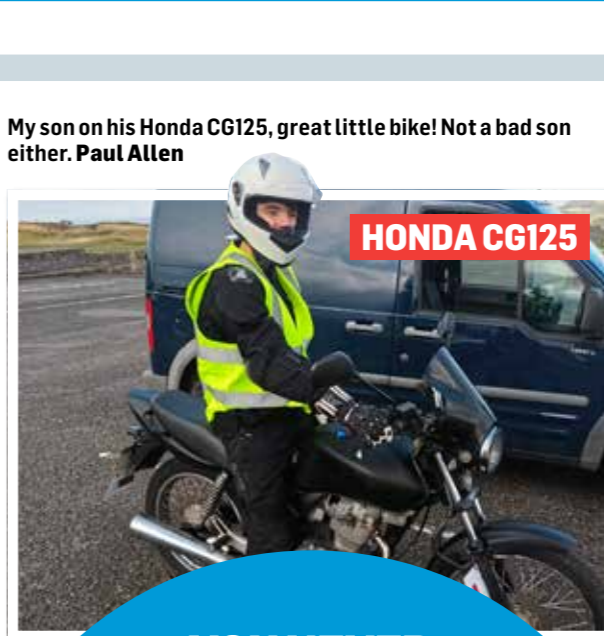 My son on his Honda CG125, great little bike! Not a bad son
either. Paul Allen
HONDA CG125